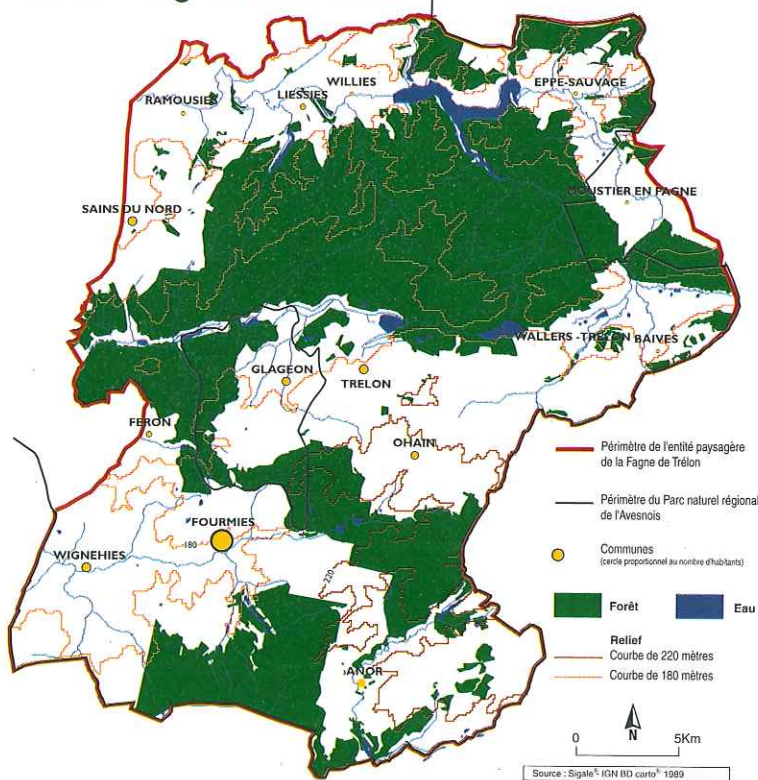 WILLIES
EPPE-SAUVAGE
LIESSIES
RAMOUSIES
MOUSTIER EN FAGNE
SAINS DU NORD
WALLERS -TRELON BAIVES
GLAGEON
TRELON
FERON
OHAIN
Périmètre de l'entité paysagère
de la Fagne de Trélon
Périmètre du Parc naturel régional
de l'Avesnois
FOURMIES
180
WIGNEHIES
Communes
(cercle proportionnel au nombre d'habitants)
220
Forêt
Eau
Relief
Courbe de 220 mètres
Courbe de 180 mètres
ANOR
N
0 5Km
Source : Sigale® IGN BD carto® 1989